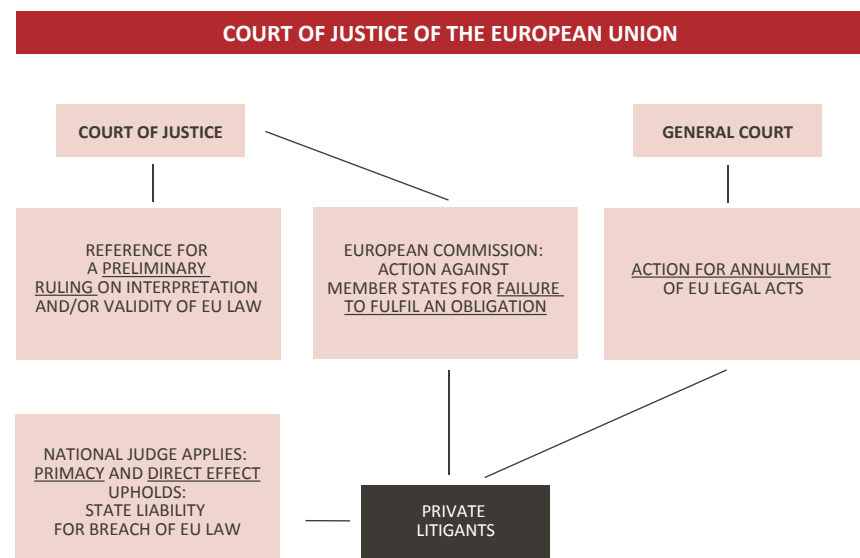 COURT OF JUSTICE OF THE EUROPEAN UNION
COURT OF JUSTICE
GENERAL COURT
REFERENCE FOR
A PRELIMINARY
RULING ON INTERPRETATION
AND/OR VALIDITY OF EU LAW
EUROPEAN COMMISSION:
ACTION AGAINST
MEMBER STATES FOR FAILURE
TO FULFIL AN OBLIGATION
ACTION FOR ANNULMENT
OF EU LEGAL ACTS
NATIONAL JUDGE APPLIES:
PRIMACY AND DIRECT EFFECT
UPHOLDS:
STATE LIABILITY
FOR BREACH OF EU LAW
PRIVATE
LITIGANTS